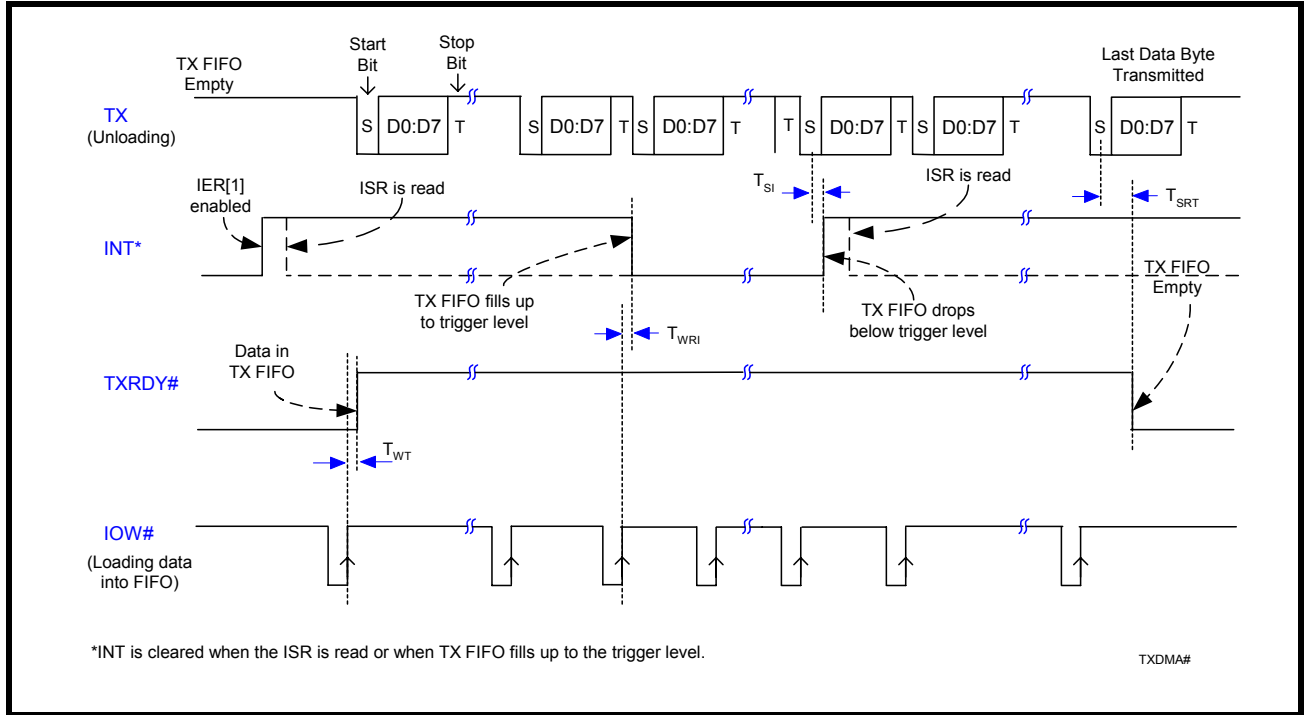 Start
Bit
Stop
Bit
TX FIFO
Empty
Last Data Byte
Transmitted
TX
(Unloading)
S D0:D7 T S D0:D7 T S D0:D7 T T S D0:D7 T S D0:D7 T S D0:D7 T
IER[1]
enabled
ISR is read
TSI
ISR is read
TSRT
INT*
TX FIFO fills up
to trigger level
TX FIFO drops
below trigger level
TX FIFO
Empty
TWRI
Data in
TX FIFO
TXRDY#
TWT
IOW#
(Loading data
into FIFO)
*INT is cleared when the ISR is read or when TX FIFO fills up to the trigger level.
TXDMA#